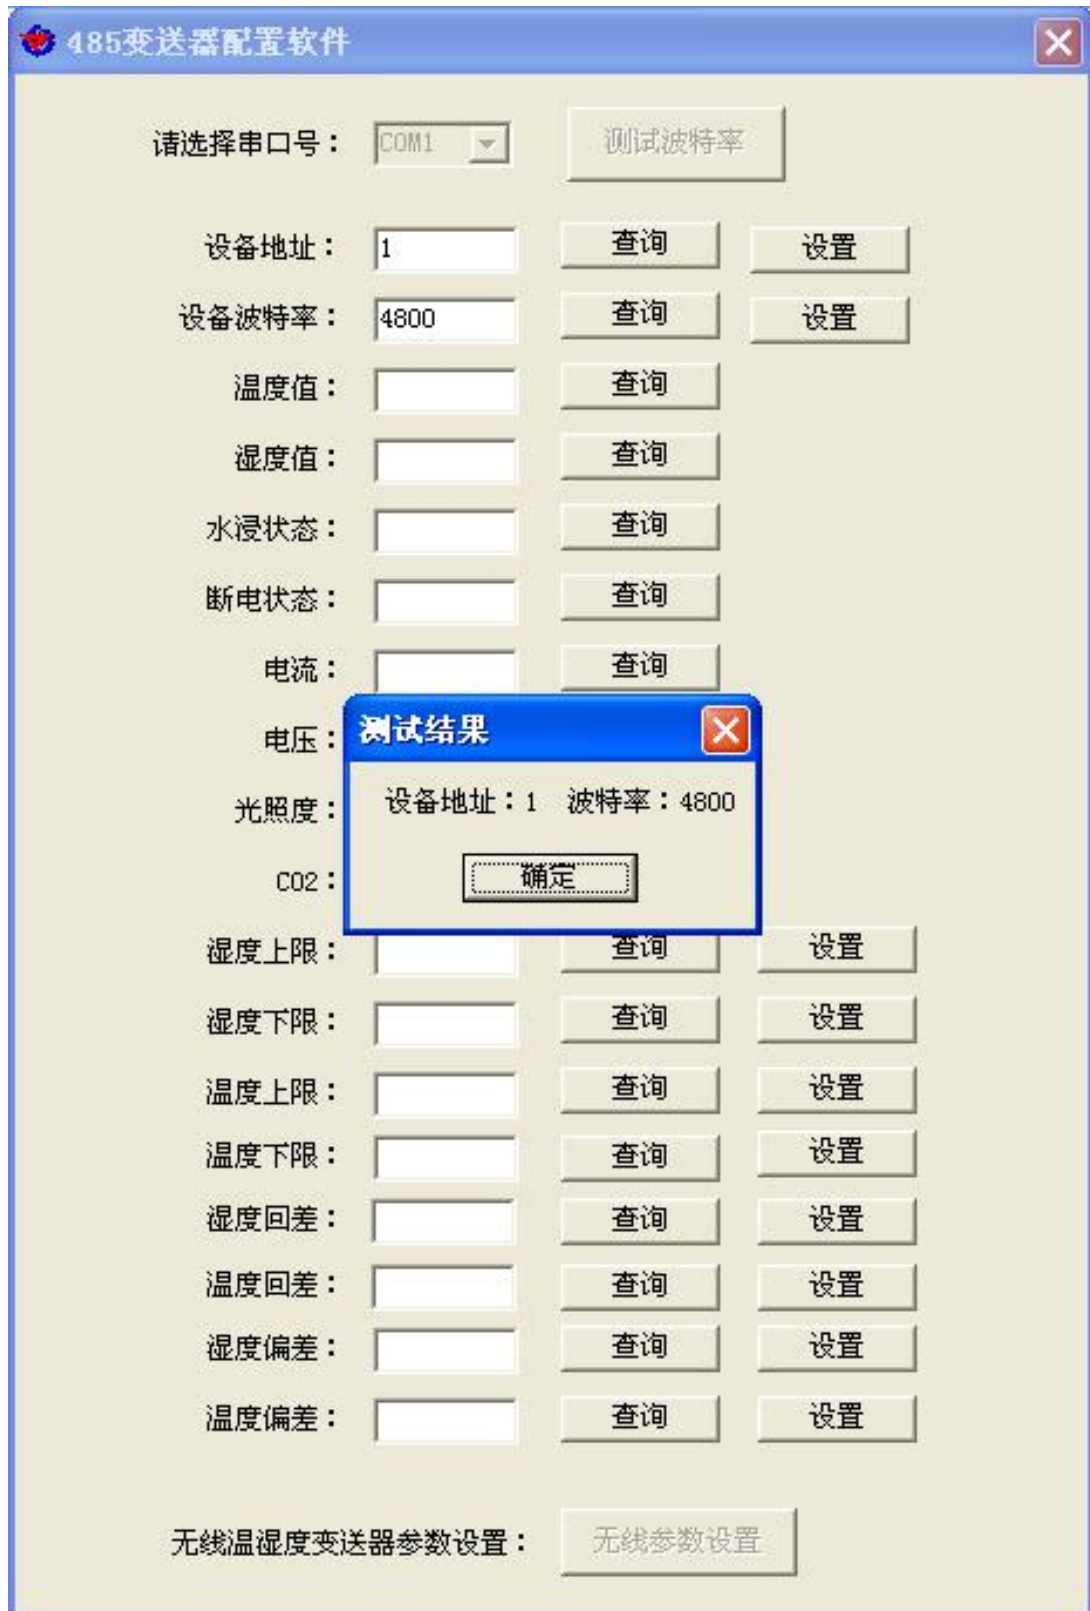 485变送器配置软件
请选择串口号： COM1 测试波特率
设备地址： 1 查询 设置
设备波特率： 4800 查询 设置
温度值： 查询
湿度值： 查询
水浸状态： 查询
断电状态： 查询
电流： 查询
电压： 测试结果
光照度： 设备地址：1 波特率：4800
CO2： 确定
湿度上限： 查询 设置
湿度下限： 查询 设置
温度上限： 查询 设置
温度下限： 查询 设置
湿度回差： 查询 设置
温度回差： 查询 设置
湿度偏差： 查询 设置
温度偏差： 查询 设置
无线温湿度变送器参数设置： 无线参数设置